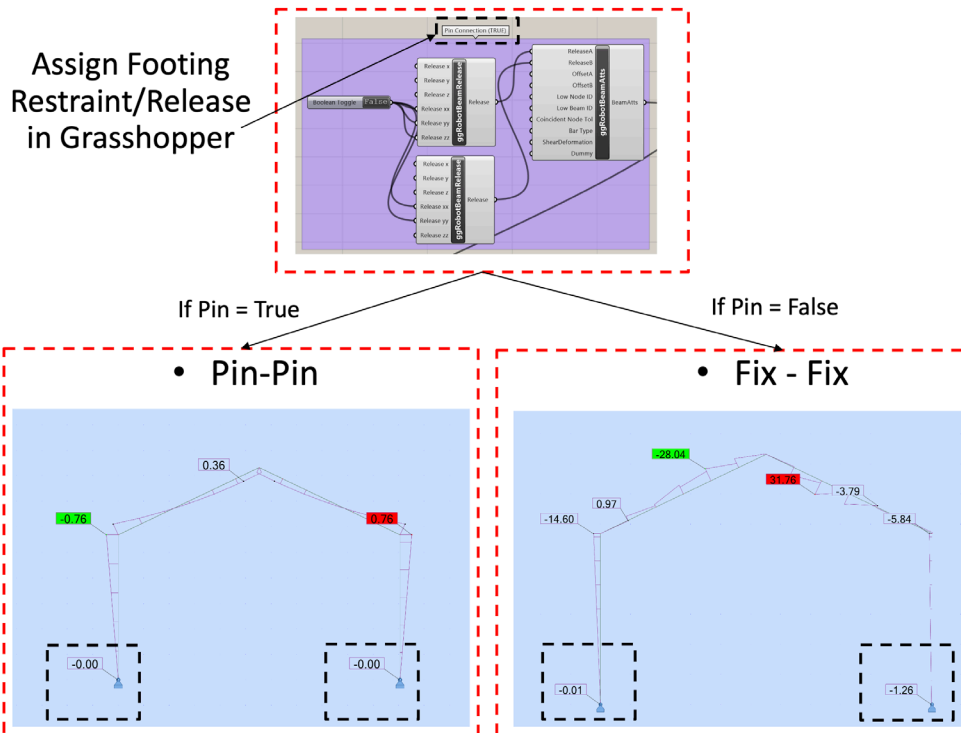 Pin Connection (TRUE)
Assign Footing
Restraint/Release
in Grasshopper
Boolean Toggle False
Release x
Release y
Release z
Release xx
Release yy
Release zz
ggRobotBeamRelease
Release
Release x
Release y
Release z
Release xx
Release yy
Release zz
ggRobotBeamRelease
Release
ReleaseA
ReleaseB
OffsetA
OffsetB
Low Node ID
Low Beam ID
Coincident Node Tol
Bar Type
ShearDeformation
Dummy
ggRobotBeamAtts
BeamAtts
If Pin = True
If Pin = False
• Pin-Pin
0.36
-0.76
0.76
-0.00
-0.00
• Fix - Fix
-28.04
31.76
-3.79
0.97
-14.60
-5.84
-0.01
-1.26